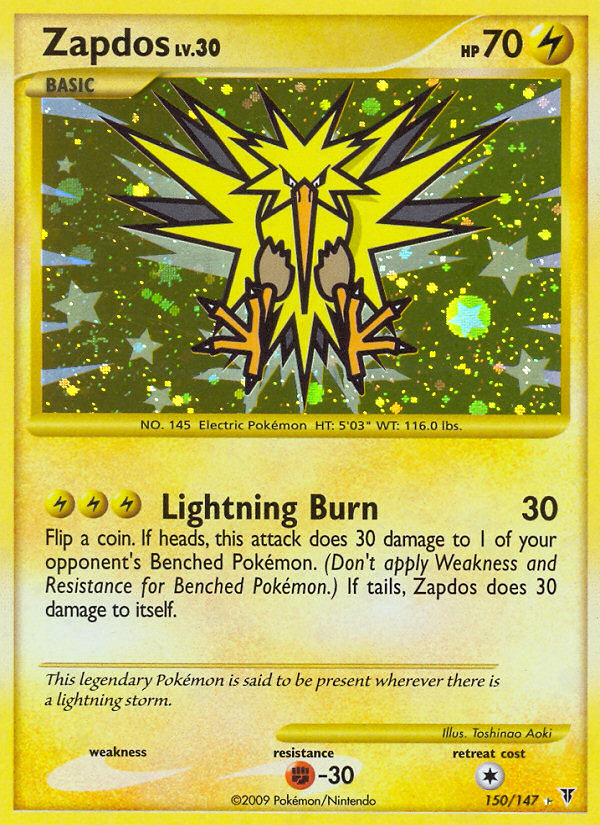 Zapdos LV.30
HP 70
BASIC
NO. 145 Electric Pokémon HT: 5'03" WT: 116.0 lbs.
Lightning Burn 30
Flip a coin. If heads, this attack does 30 damage to 1 of your
opponent's Benched Pokémon. (Don't apply Weakness and
Resistance for Benched Pokémon.) If tails, Zapdos does 30
damage to itself.
This legendary Pokémon is said to be present wherever there is
a lightning storm.
Illus. Toshinao Aoki
weakness resistance retreat cost
-30
©2009 Pokémon/Nintendo 150/147